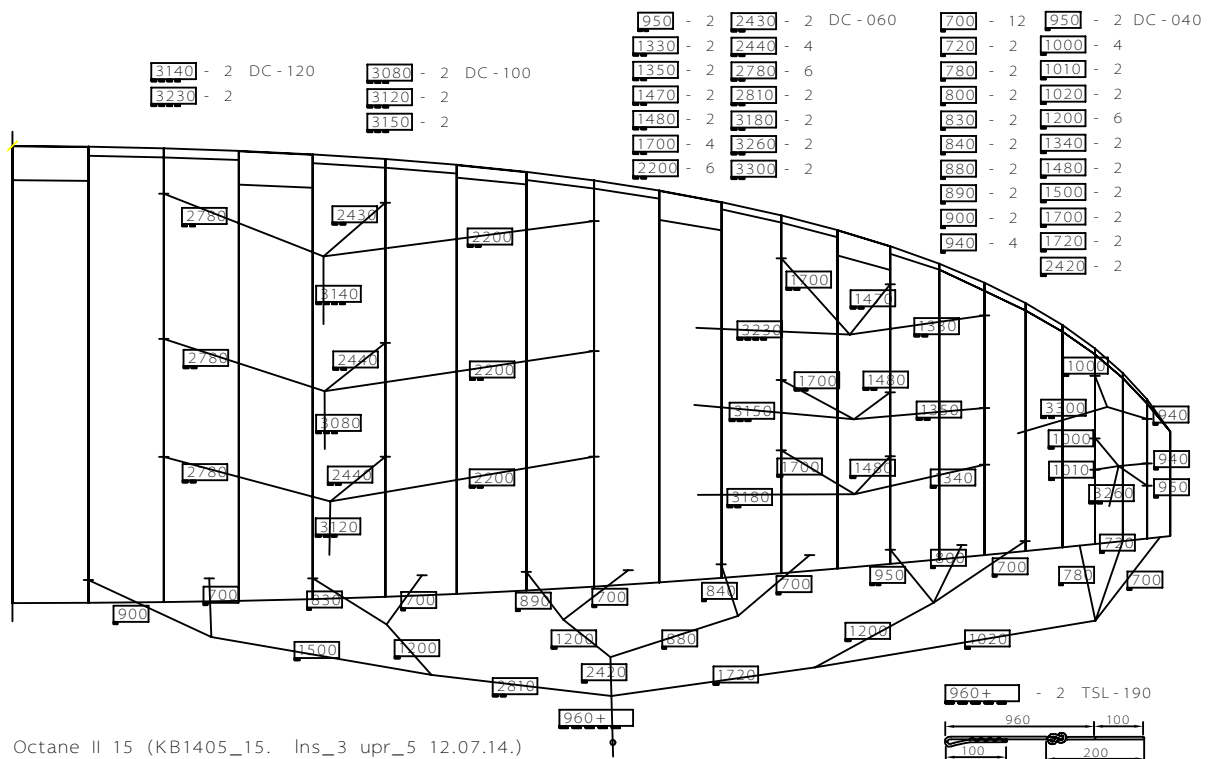 3140 - 2 TC-120
3230 - 2
3080 - 2 DC-100
3120 - 2
3150 - 2
950 - 2 2430 - 2 DC-060
1330 - 2 2440 - 4
1350 - 2 2780 - 6
1470 - 2 2810 - 2
1480 - 2 3180 - 2
1700 - 4 3260 - 2
2200 - 6 3300 - 2
700 - 12 950 - 2 DC-040
720 - 2 1000 - 4
780 - 2 1010 - 2
800 - 2 1020 - 2
830 - 2 1200 - 6
840 - 2 1340 - 2
880 - 2 1480 - 2
890 - 2 1500 - 2
900 - 2 1700 - 2
940 - 4 1720 - 2
2420 - 2
2780 2430 2200
3140
1700 1470
3230 1330
2780 2440 2200
3080
1700 1480
3150 1350
1000
3300 940
2780 2440 2200
3120
1700 1480
3180 1340
1000
1010 940
3260 950
720
900 700 830 700 890 700 840 700 950 800 700 780 700
1500 1200 1200 880 1200 1020
2810 2420 1720
960+
960+ - 2 TSL-190
960 100
100 200
Octane II 15 (KB1405_15. Ins_3 upr_5 12.07.14.)